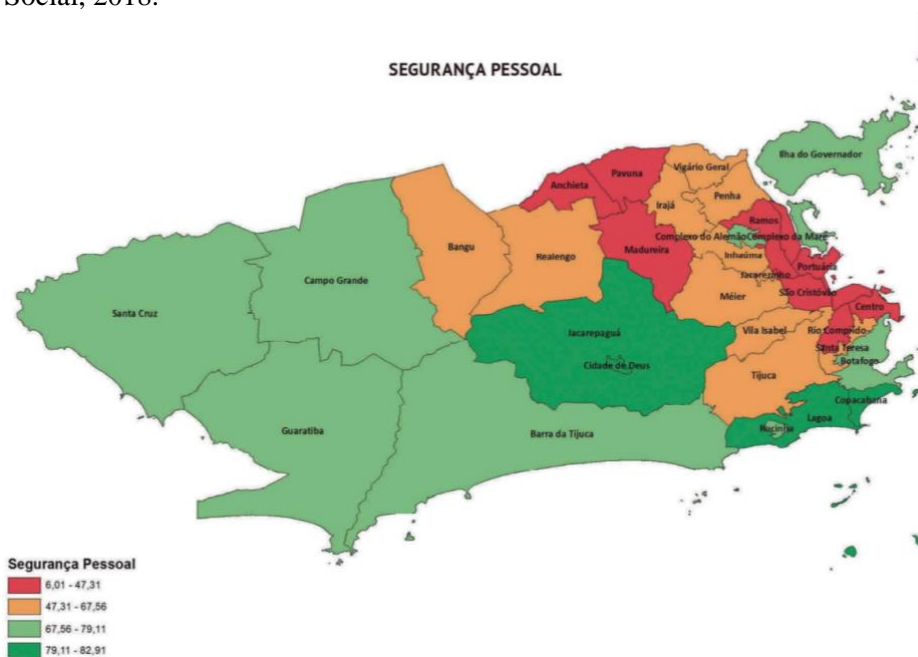 Social, 2018.
SEGURANÇA PESSOAL
Ilha do Governador
Pavuna
Vigário Geral
Anchieta
Penha
Irajá
Ramos
Complexo do Alemão
Complexo da Maré
Madureira
Bangu
Realengo
Inhaúma
Portuária
Campo Grande
Jacarezinho
São Cristóvão
Méier
Centro
Santa Cruz
Jacarepaguá
Vila Isabel
Rio Comprido
Santa Teresa
Botafogo
Cidade de Deus
Tijuca
Copacabana
Lagoa
Rocinha
Guaratiba
Barra da Tijuca
Segurança Pessoal
6,01 - 47,31
47,31 - 67,56
67,56 - 79,11
79,11 - 82,91